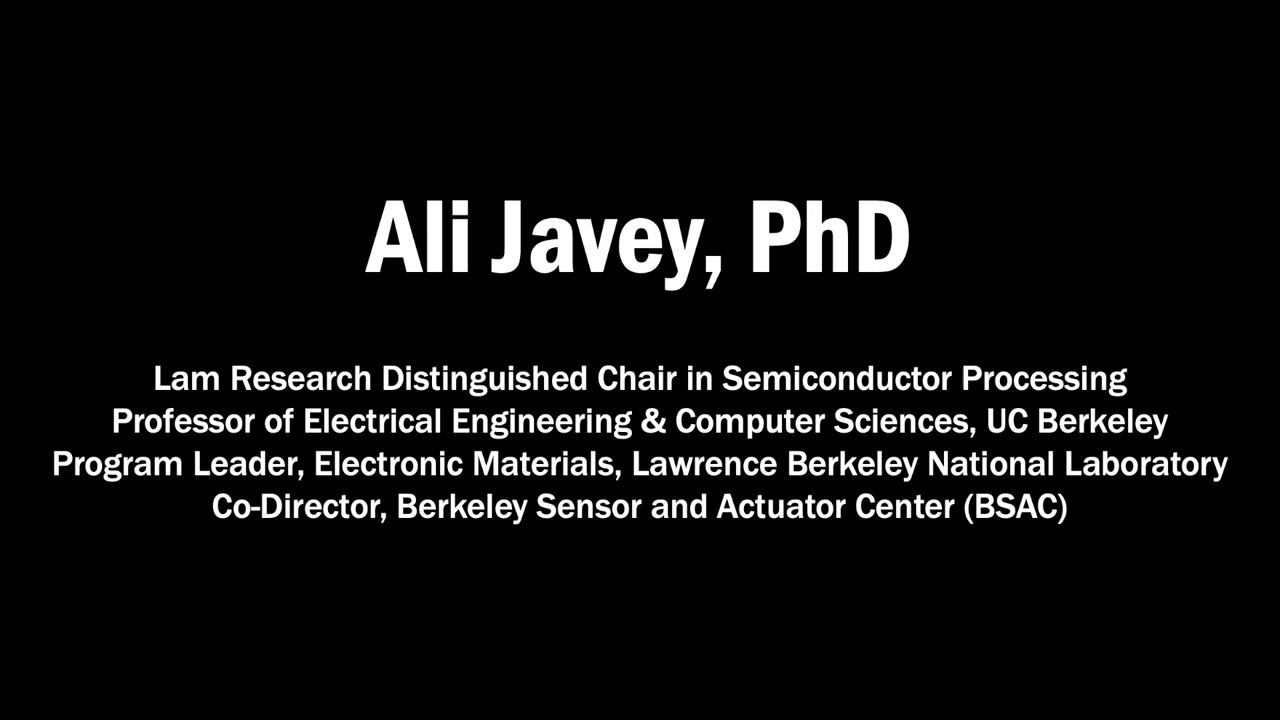 Ali Javey, PhD
Lam Research Distinguished Chair in Semiconductor Processing
Professor of Electrical Engineering & Computer Sciences, UC Berkeley
Program Leader, Electronic Materials, Lawrence Berkeley National Laboratory
Co-Director, Berkeley Sensor and Actuator Center (BSAC)